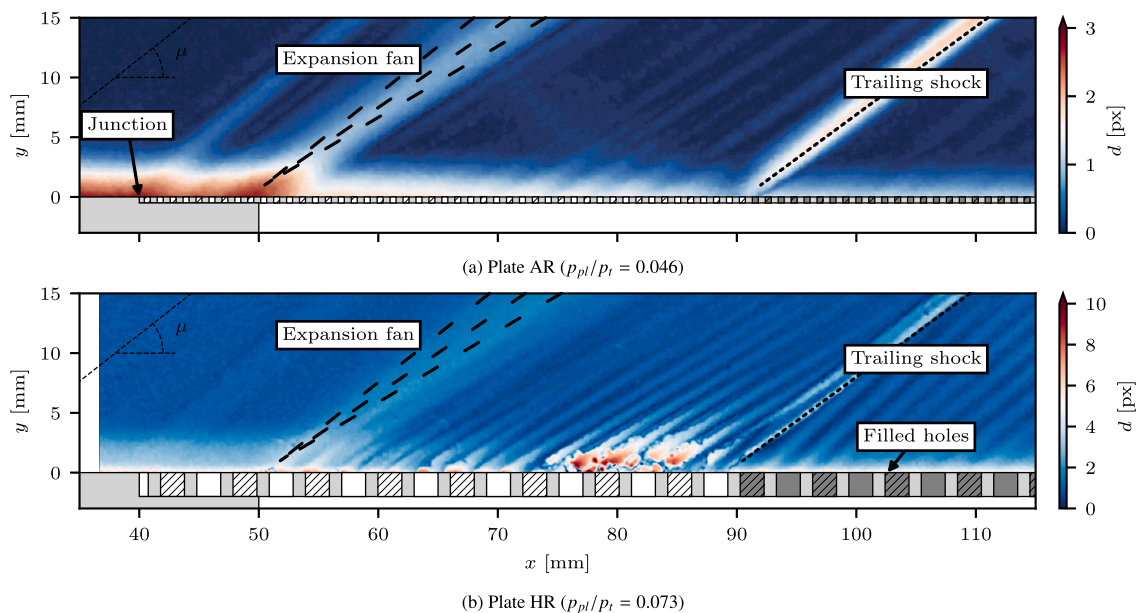 15
10
5
0
y [mm]
μ
Junction
Expansion fan
Trailing shock
3
2
1
0
d [px]
(a) Plate AR (p_pl/p_t = 0.046)
15
10
5
0
y [mm]
μ
Expansion fan
Trailing shock
Filled holes
10
8
6
4
2
0
d [px]
40 50 60 70 80 90 100 110
x [mm]
(b) Plate HR (p_pl/p_t = 0.073)